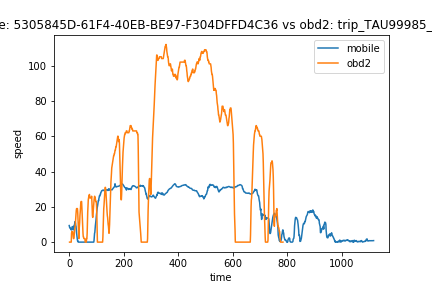 e: 5305845D-61F4-40EB-BE97-F304DFFD4C36 vs obd2: trip_TAU99985_
mobile
obd2
speed
100
80
60
40
20
0
0 200 400 600 800 1000
time